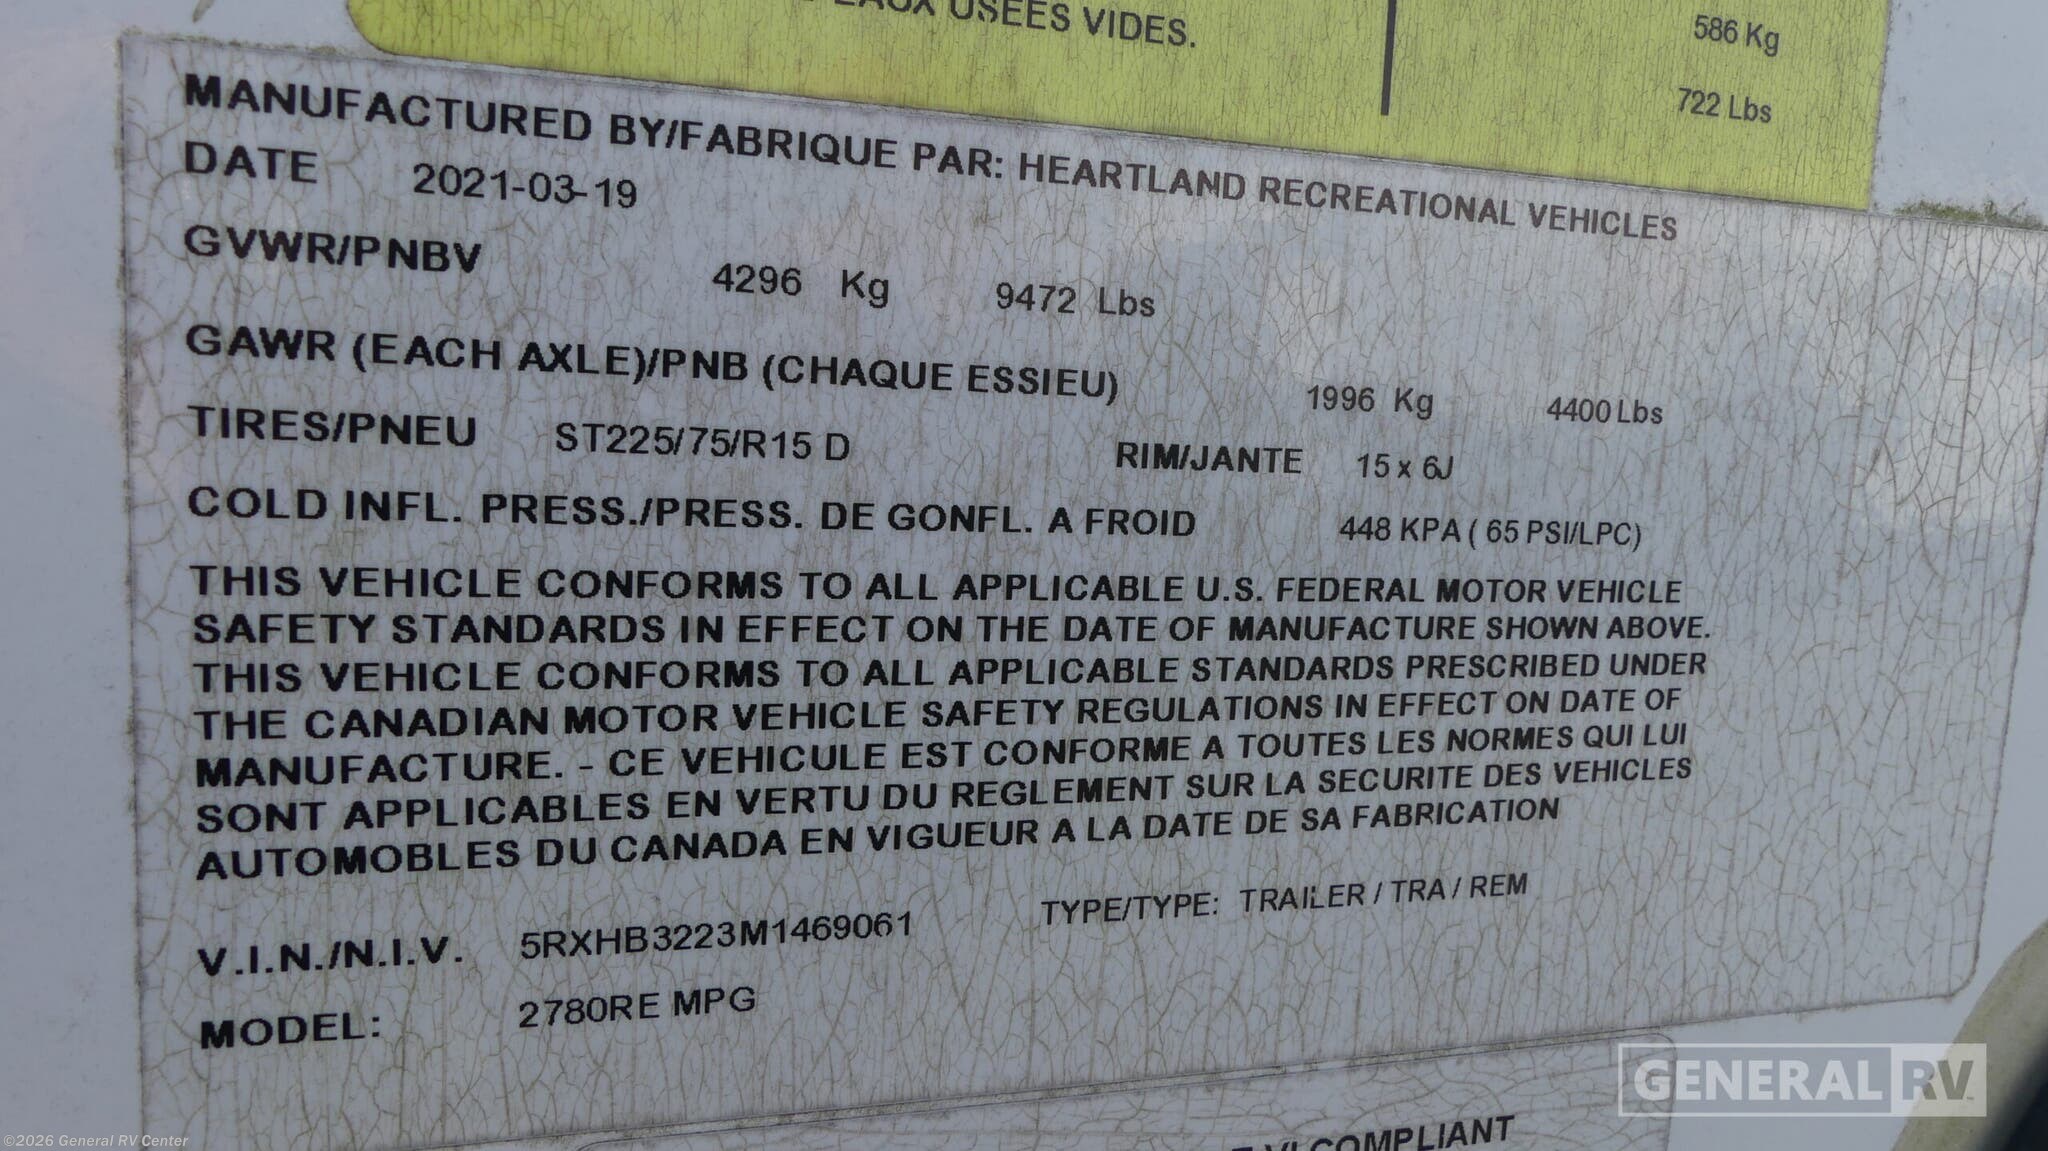 EAUX USÉES VIDES.
586 Kg
722 Lbs
MANUFACTURED BY/FABRIQUE PAR: HEARTLAND RECREATIONAL VEHICLES
DATE 2021-03-19
GVWR/PNBV 4296 Kg 9472 Lbs
GAWR (EACH AXLE)/PNB (CHAQUE ESSIEU) 1996 Kg 4400 Lbs
TIRES/PNEU ST225/75/R15 D RIM/JANTE 15 x 6J
COLD INFL. PRESS./PRESS. DE GONFL. A FROID 448 KPA ( 65 PSI/LPC)
THIS VEHICLE CONFORMS TO ALL APPLICABLE U.S. FEDERAL MOTOR VEHICLE
SAFETY STANDARDS IN EFFECT ON THE DATE OF MANUFACTURE SHOWN ABOVE.
THIS VEHICLE CONFORMS TO ALL APPLICABLE STANDARDS PRESCRIBED UNDER
THE CANADIAN MOTOR VEHICLE SAFETY REGULATIONS IN EFFECT ON DATE OF
MANUFACTURE. - CE VEHICULE EST CONFORME A TOUTES LES NORMES QUI LUI
SONT APPLICABLES EN VERTU DU REGLEMENT SUR LA SECURITE DES VEHICLES
AUTOMOBLES DU CANADA EN VIGUEUR A LA DATE DE SA FABRICATION
V.I.N./N.I.V. 5RXHB3223M1469061 TYPE/TYPE: TRAILER / TRA / REM
MODEL: 2780RE MPG
GENERAL RV
VI COMPLIANT
©2026 General RV Center